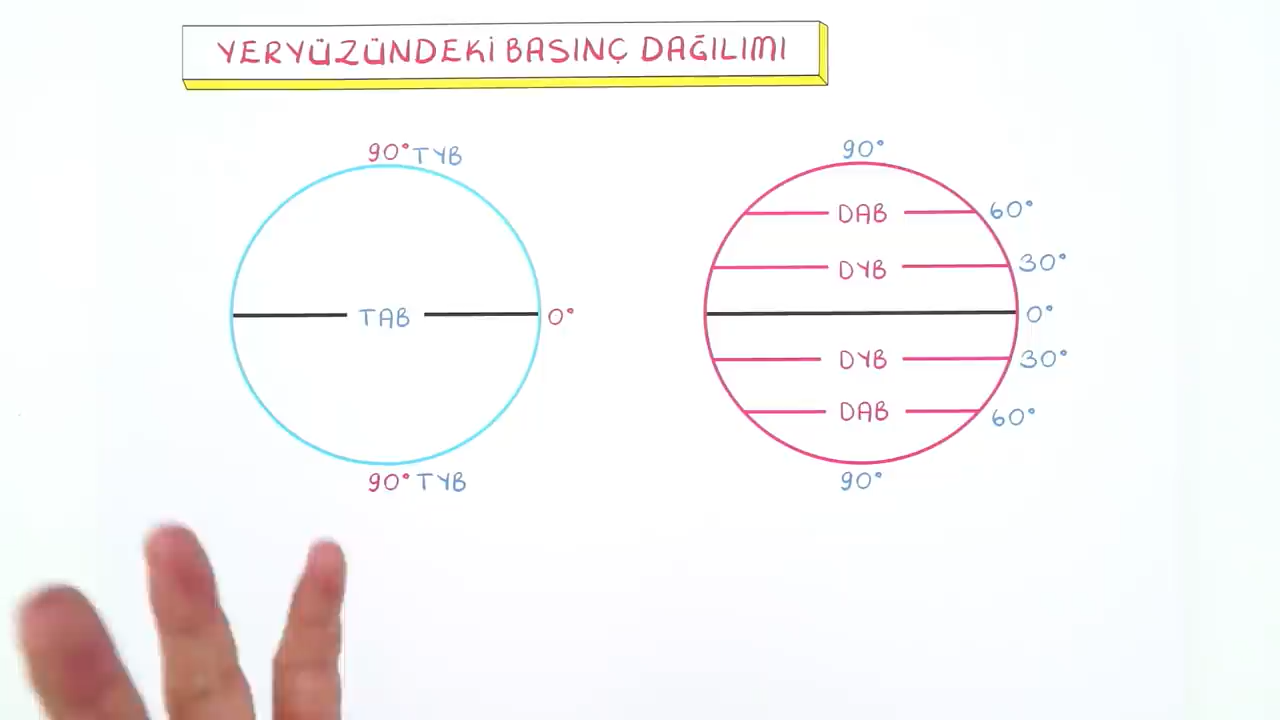 YERYÜZÜNDEKİ BASINÇ DAĞILIMI
90° TYB
TAB 0°
90° TYB
90°
DAB 60°
DYB 30°
0°
DYB 30°
DAB 60°
90°